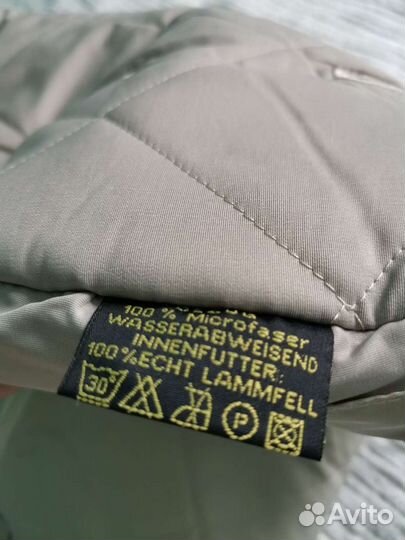 100 % Microfaser
WASSERABWEISEND
INNENFUTTER:
100% ECHT LAMMFELL
30° P
Avito